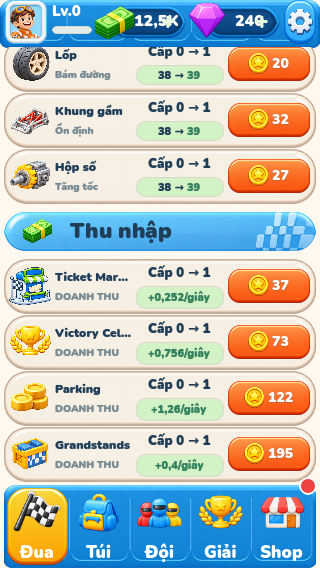 Lv.0
12,5K
240
+
Lốp
Bám đường
Cấp 0 → 1
38 → 39
20
Khung gầm
Ổn định
Cấp 0 → 1
38 → 39
32
Hộp số
Tăng tốc
Cấp 0 → 1
38 → 39
27
Thu nhập
Ticket Mar...
DOANH THU
Cấp 0 → 1
+0,252/giây
37
Victory Cel...
DOANH THU
Cấp 0 → 1
+0,756/giây
73
Parking
DOANH THU
Cấp 0 → 1
+1,26/giây
122
Grandstands
DOANH THU
Cấp 0 → 1
+0,4/giây
195
Đua
Túi
Đội
Giải
Shop